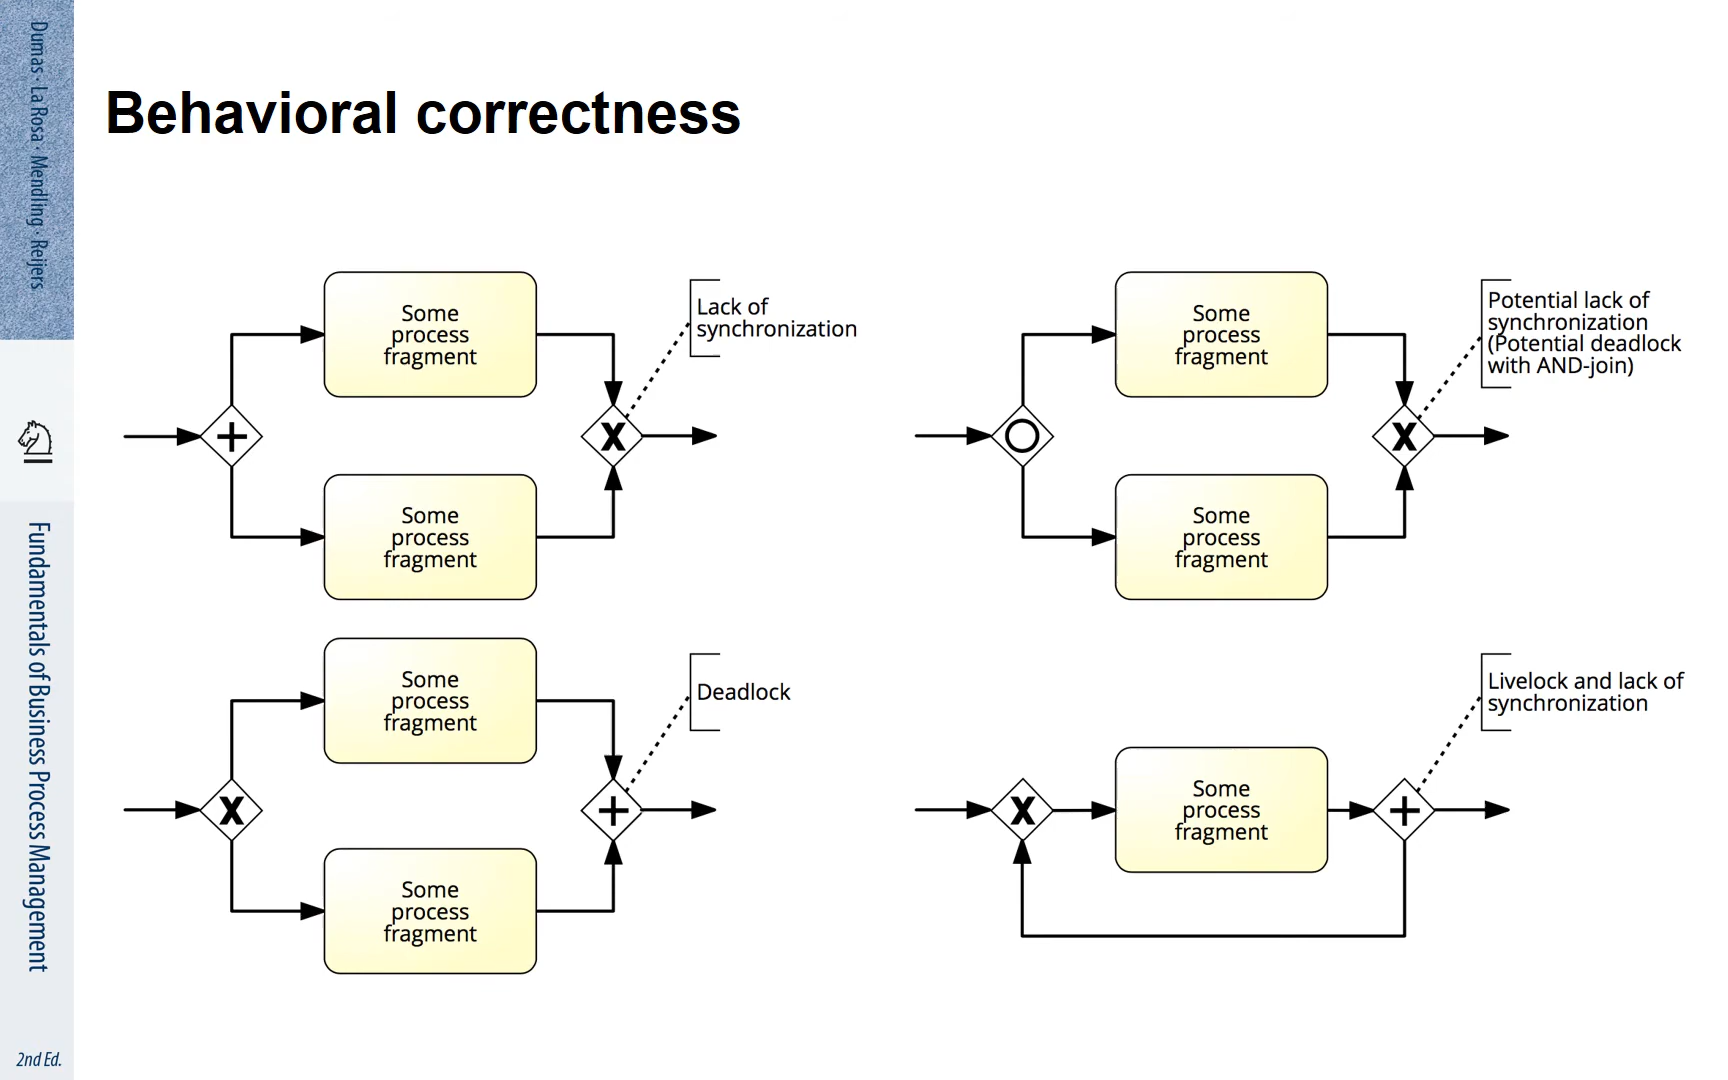 Dumas · La Rosa · Mendling · Reijers
Fundamentals of Business Process Management
2nd Ed.
Behavioral correctness
Some
process
fragment
Some
process
fragment
+
X
Lack of
synchronization
Some
process
fragment
Some
process
fragment
X
Potential lack of
synchronization
(Potential deadlock
with AND-join)
Some
process
fragment
Some
process
fragment
X
+
Deadlock
X
Some
process
fragment
+
Livelock and lack of
synchronization